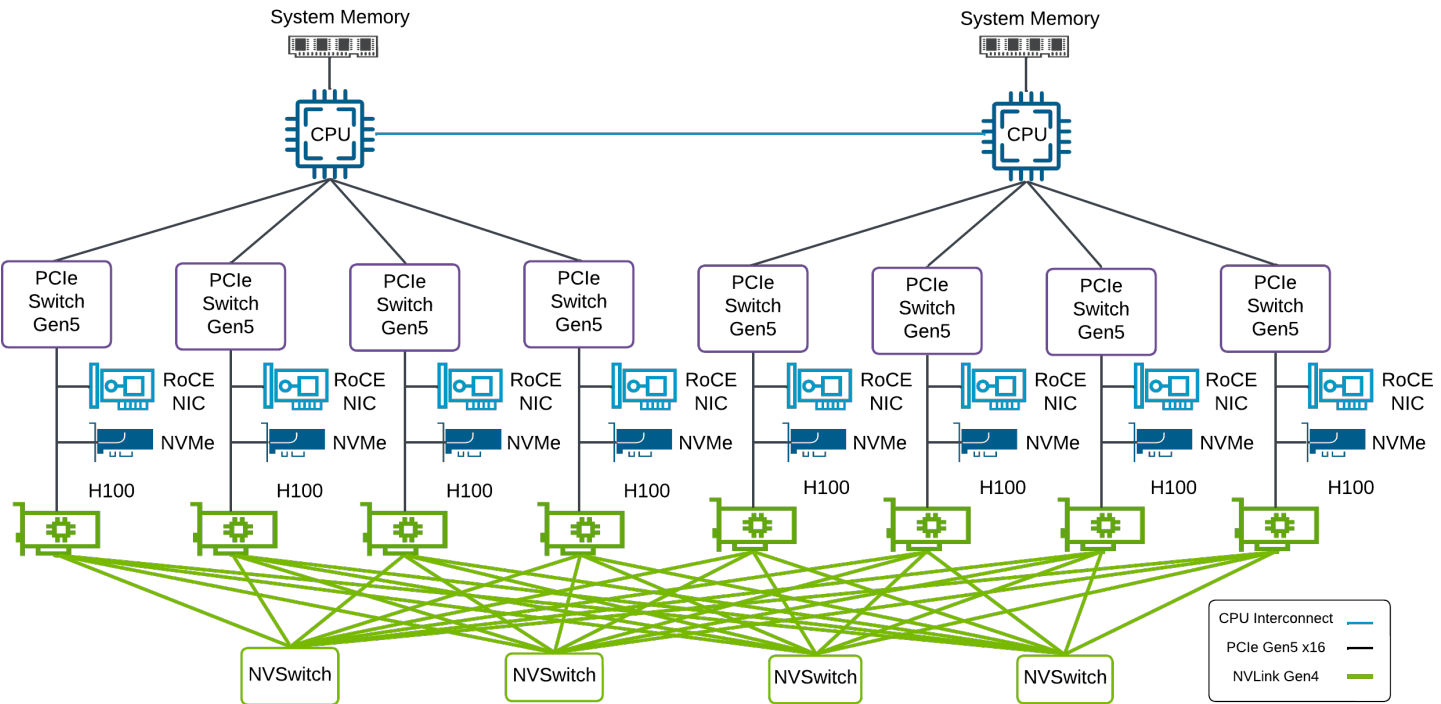 System Memory
System Memory
CPU
CPU
PCIe
Switch
Gen5
PCIe
Switch
Gen5
PCIe
Switch
Gen5
PCIe
Switch
Gen5
PCIe
Switch
Gen5
PCIe
Switch
Gen5
PCIe
Switch
Gen5
PCIe
Switch
Gen5
RoCE
NIC
RoCE
NIC
RoCE
NIC
RoCE
NIC
RoCE
NIC
RoCE
NIC
RoCE
NIC
RoCE
NIC
NVMe
NVMe
NVMe
NVMe
NVMe
NVMe
NVMe
NVMe
H100
H100
H100
H100
H100
H100
H100
H100
NVSwitch
NVSwitch
NVSwitch
NVSwitch
CPU Interconnect
PCIe Gen5 x16
NVLink Gen4